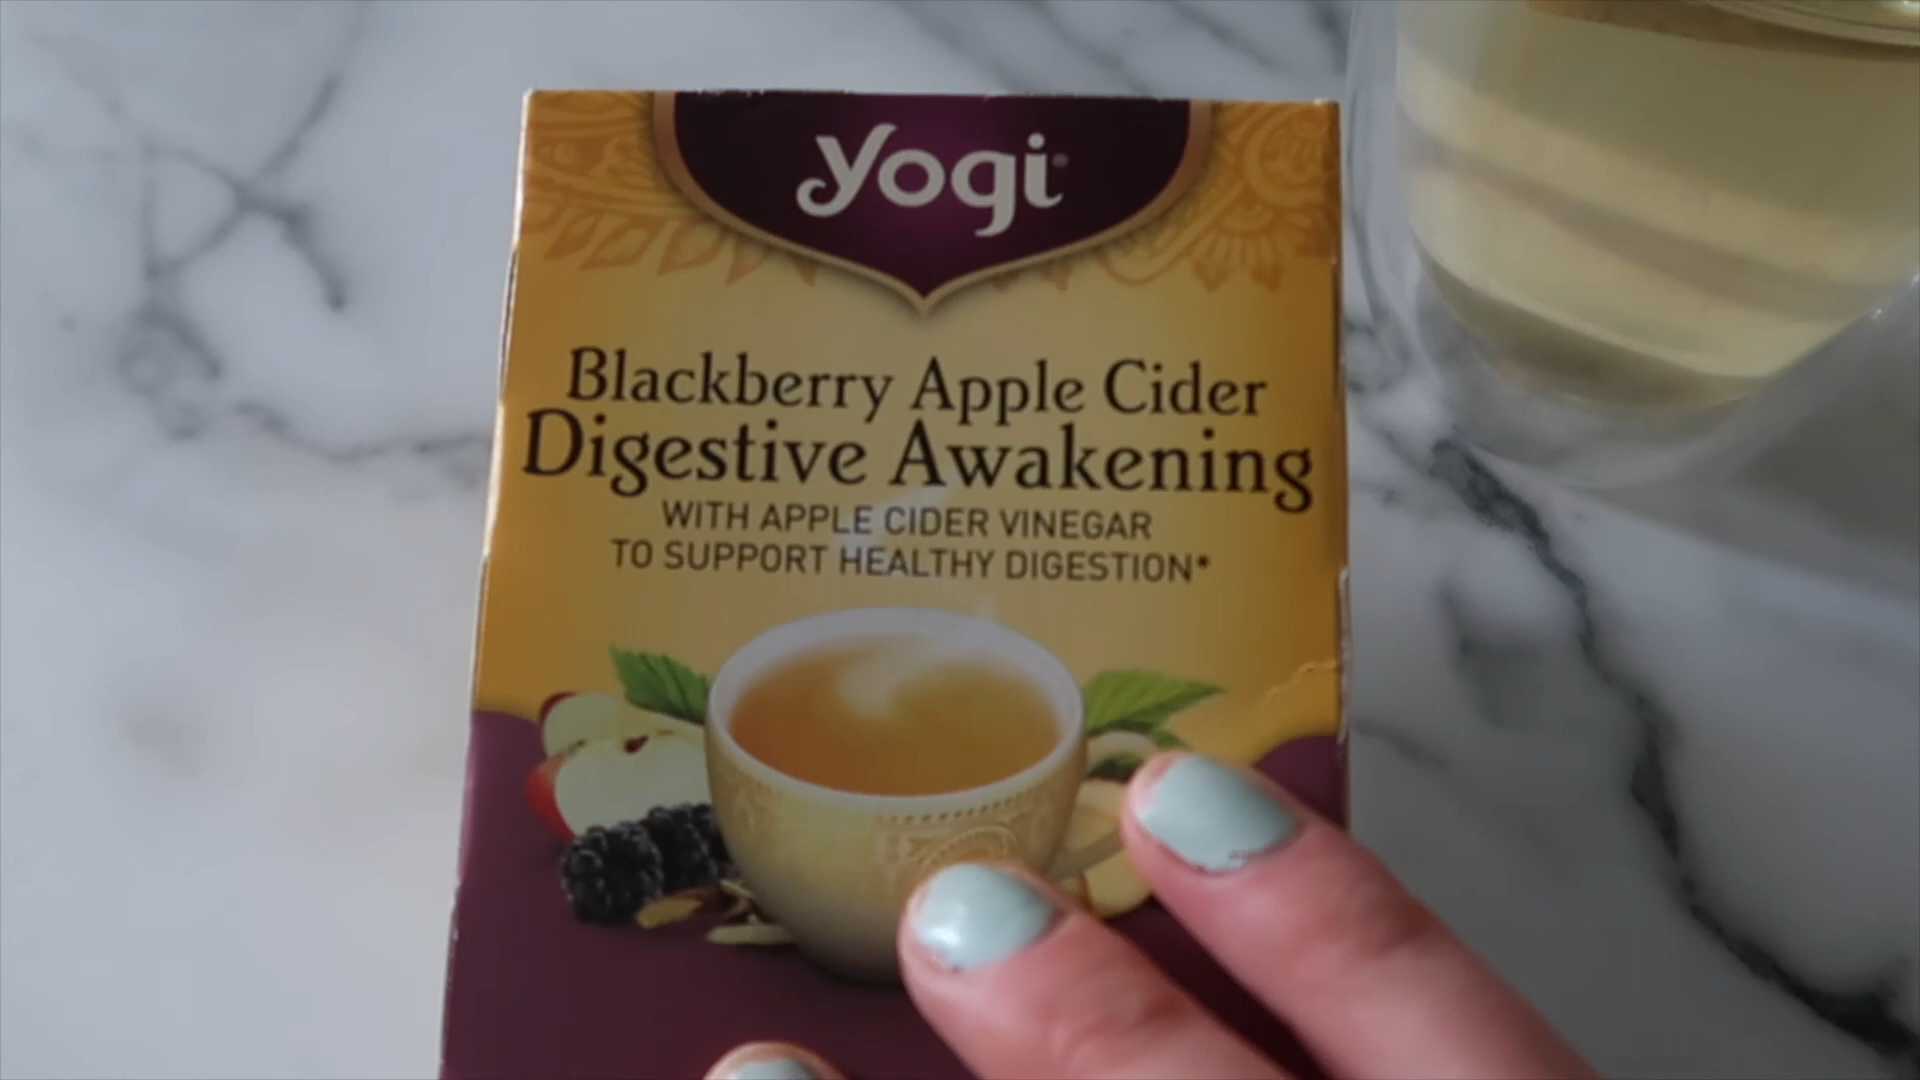 yogi®
Blackberry Apple Cider
Digestive Awakening
WITH APPLE CIDER VINEGAR
TO SUPPORT HEALTHY DIGESTION*